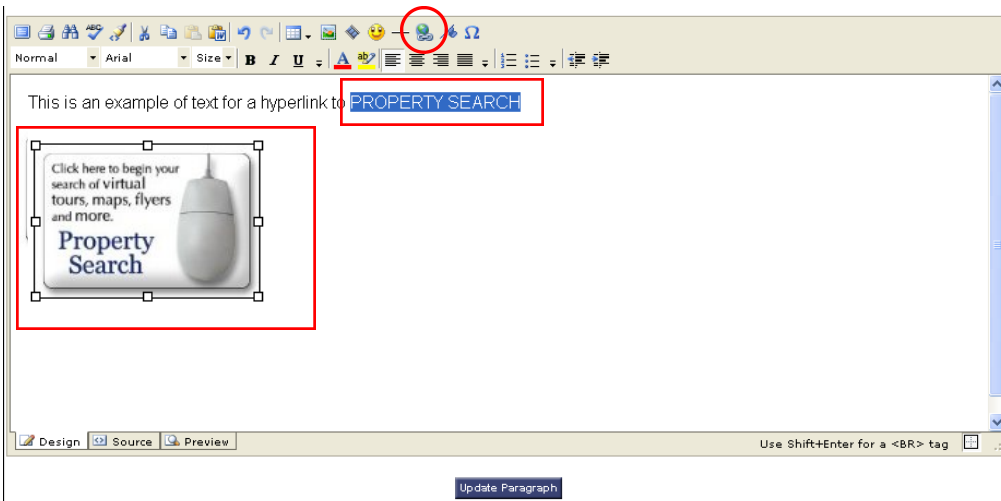 ABC
Normal Arial Size B I U A ab
This is an example of text for a hyperlink to PROPERTY SEARCH
Click here to begin your
search of virtual
tours, maps, flyers
and more.
Property
Search
Design Source Preview Use Shift+Enter for a <BR> tag
Update Paragraph